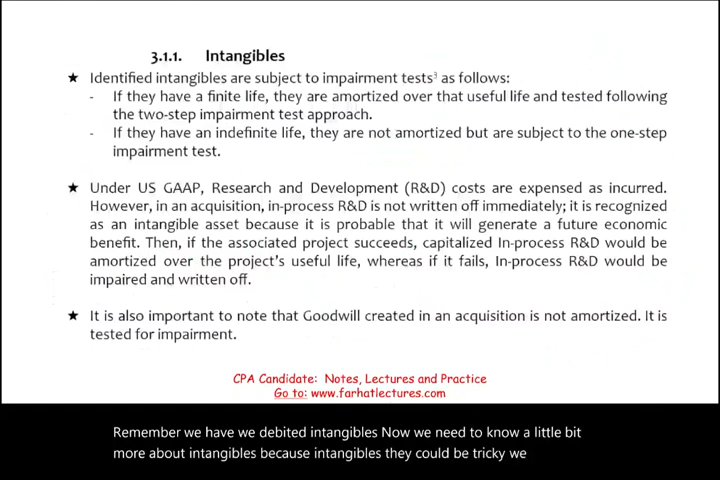 3.1.1. Intangibles
★ Identified intangibles are subject to impairment tests³ as follows:
- If they have a finite life, they are amortized over that useful life and tested following
the two-step impairment test approach.
- If they have an indefinite life, they are not amortized but are subject to the one-step
impairment test.
★ Under US GAAP, Research and Development (R&D) costs are expensed as incurred.
However, in an acquisition, in-process R&D is not written off immediately; it is recognized
as an intangible asset because it is probable that it will generate a future economic
benefit. Then, if the associated project succeeds, capitalized In-process R&D would be
amortized over the project's useful life, whereas if it fails, In-process R&D would be
impaired and written off.
★ It is also important to note that Goodwill created in an acquisition is not amortized. It is
tested for impairment.
CPA Candidate: Notes, Lectures and Practice
Go to: www.farhatlectures.com
Remember we have we debited intangibles Now we need to know a little bit
more about intangibles because intangibles they could be tricky we